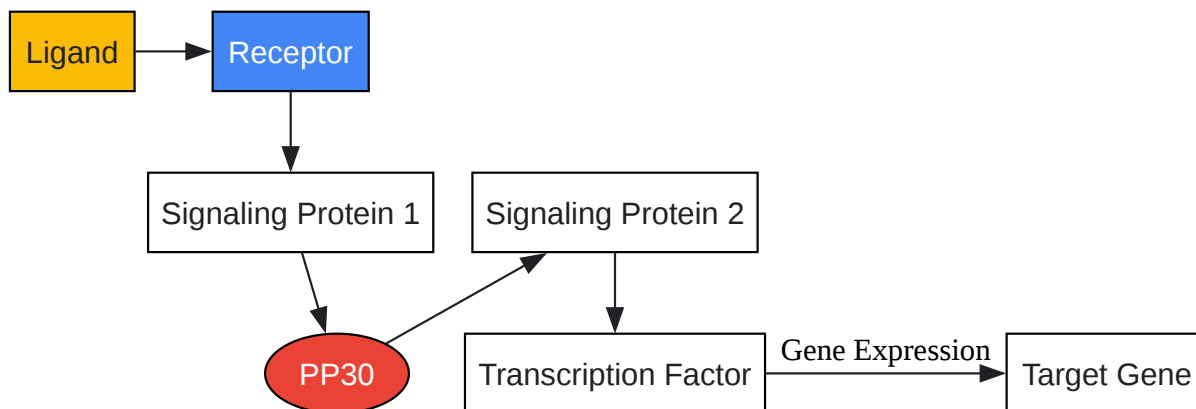 Ligand
Receptor
Signaling Protein 1
Signaling Protein 2
PP30
Transcription Factor
Gene Expression
Target Gene